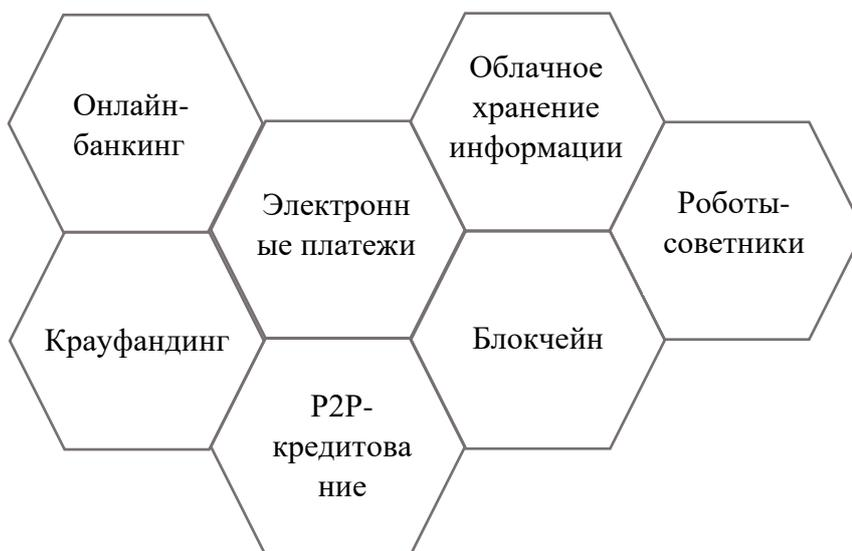 Онлайн-
банкинг
Облачное
хранение
информации
Электронн
ые платежи
Роботы-
советники
Крауфандинг
Блокчейн
P2P-
кредитова
ние